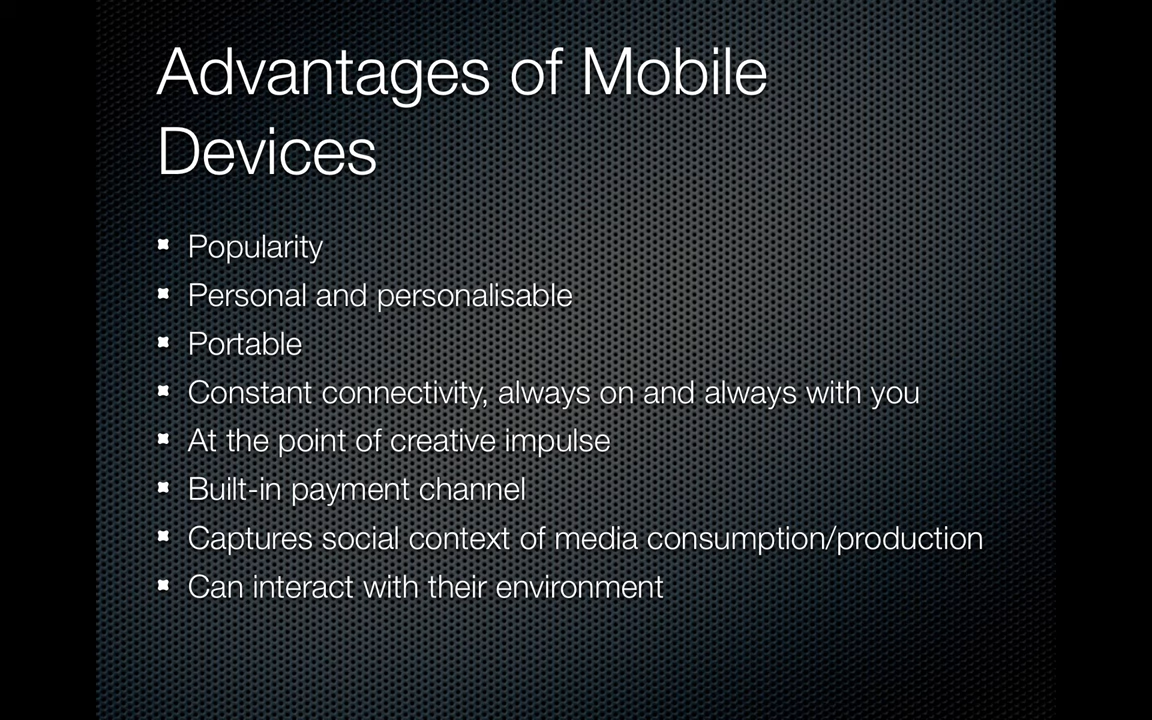 Advantages of Mobile
Devices
Popularity
Personal and personalisable
Portable
Constant connectivity, always on and always with you
At the point of creative impulse
Built-in payment channel
Captures social context of media consumption/production
Can interact with their environment